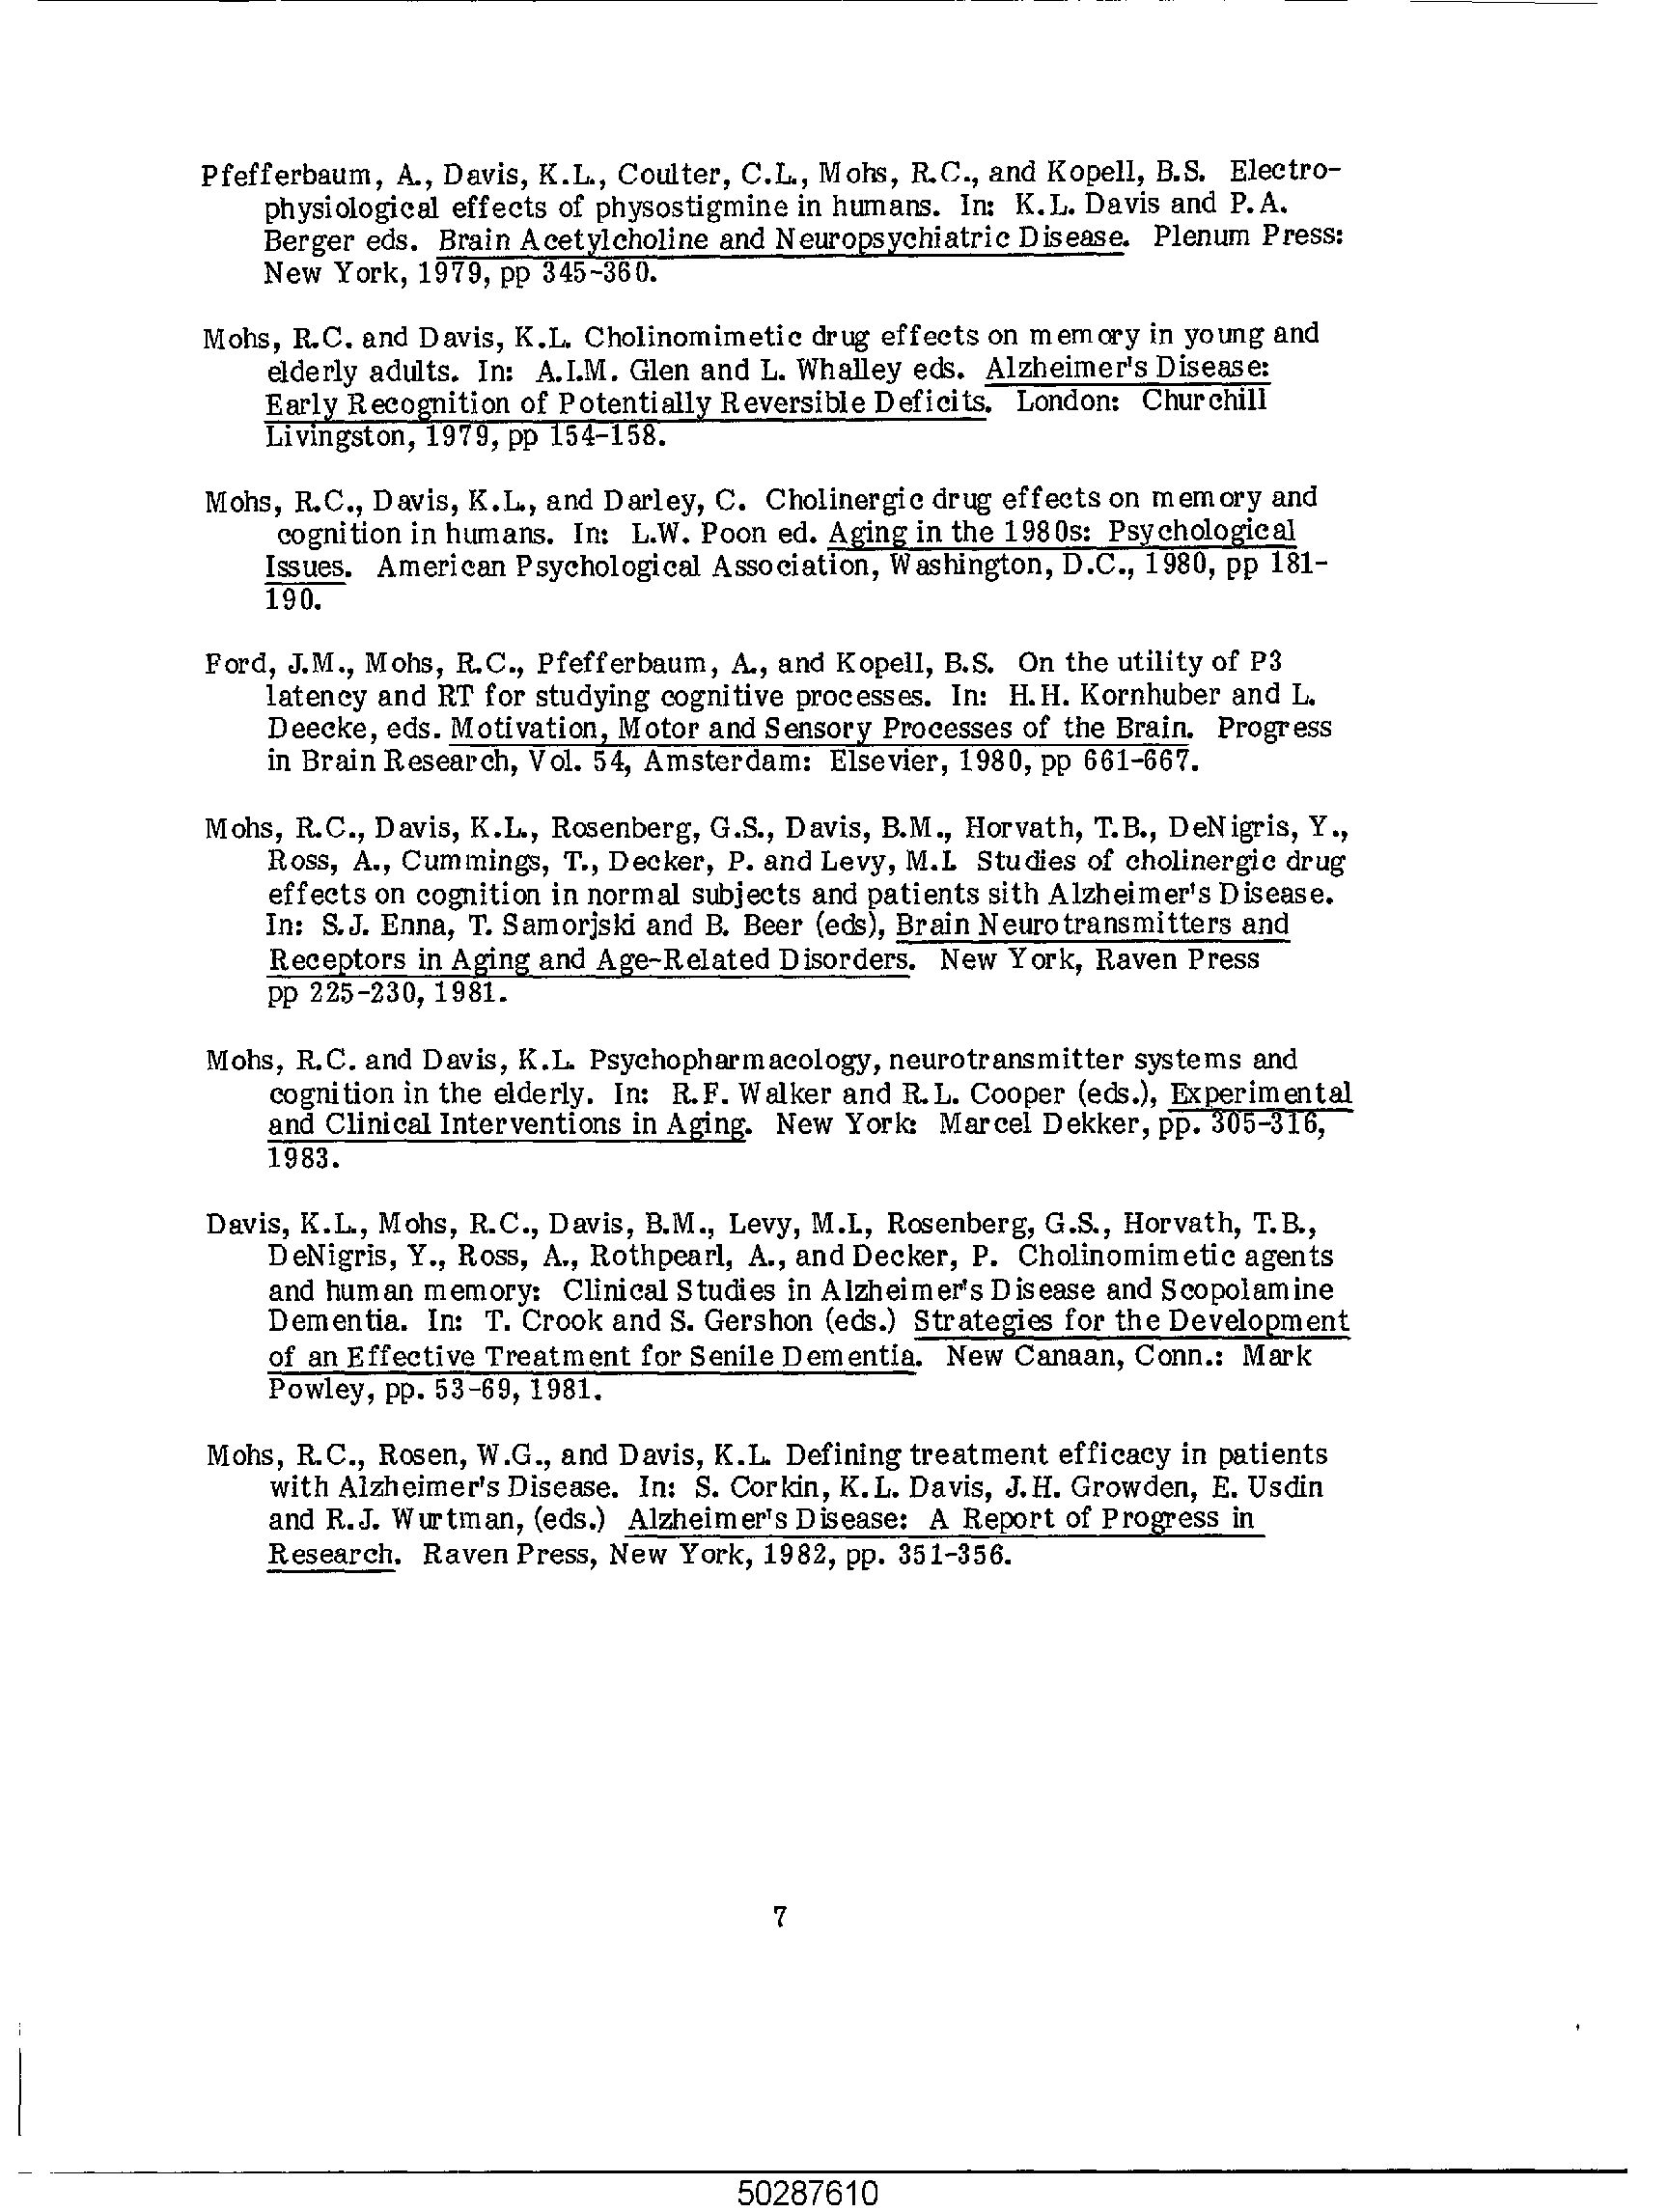 Pfefferbaum, A., Davis, K.L., Coulter, C.L., Mohs, R.C., and Kopell, B.S. Electro-
physiological effects of physostigmine in humans. In: K.L. Davis and P.A.
Berger eds. Brain Acetylcholine and Neuropsychiatric Disease. Plenum Press:
New York, 1979, pp 345-360.
Mohs, R.C. and Davis, K.L. Cholinomimetic drug effects on memory in young and
elderly adults. In: A.I.M. Glen and L. Whalley eds. Alzheimer's Disease:
Early Recognition of Potentially Reversible Deficits. London: Churchill
Livingston, 1979, pp 154-158.
Mohs, R.C., Davis, K.L., and Darley, C. Cholinergic drug effects on memory and
cognition in humans. In: L.W. Poon ed. Aging in the 1980s: Psychological
Issues. American Psychological Association, Washington, D.C., 1980, pp 181-
190.
Ford, J.M., Mohs, R.C., Pfefferbaum, A., and Kopell, B.S. On the utility of P3
latency and RT for studying cognitive processes. In: H.H. Kornhuber and L.
Deecke, eds. Motivation, Motor and Sensory Processes of the Brain. Progress
in Brain Research, Vol. 54, Amsterdam: Elsevier, 1980, pp 661-667.
Mohs, R.C., Davis, K.L., Rosenberg, G.S., Davis, B.M., Horvath, T.B., DeNigris, Y.,
Ross, A., Cummings, T., Decker, P. and Levy, M.I. Studies of cholinergic drug
effects on cognition in normal subjects and patients sith Alzheimer's Disease.
In: S.J. Enna, T. Samorjski and B. Beer (eds), Brain Neurotransmitters and
Receptors in Aging and Age-Related Disorders. New York, Raven Press
pp 225-230, 1981.
Mohs, R.C. and Davis, K.L. Psychopharmacology, neurotransmitter systems and
cognition in the elderly. In: R.F. Walker and R.L. Cooper (eds.), Experimental
and Clinical Interventions in Aging. New York: Marcel Dekker, pp. 305-316,
1983.
Davis, K.L., Mohs, R.C., Davis, B.M., Levy, M.I., Rosenberg, G.S., Horvath, T.B.,
DeNigris, Y., Ross, A., Rothpearl, A., and Decker, P. Cholinomimetic agents
and human memory: Clinical Studies in Alzheimer's Disease and Scopolamine
Dementia. In: T. Crook and S. Gershon (eds.) Strategies for the Development
of an Effective Treatment for Senile Dementia. New Canaan, Conn.: Mark
Powley, pp. 53-69, 1981.
Mohs, R.C., Rosen, W.G., and Davis, K.L. Defining treatment efficacy in patients
with Alzheimer's Disease. In: S. Corkin, K.L. Davis, J.H. Growden, E. Usdin
and R.J. Wurtman, (eds.) Alzheimer's Disease: A Report of Progress in
Research. Raven Press, New York, 1982, pp. 351-356.
7
50287610